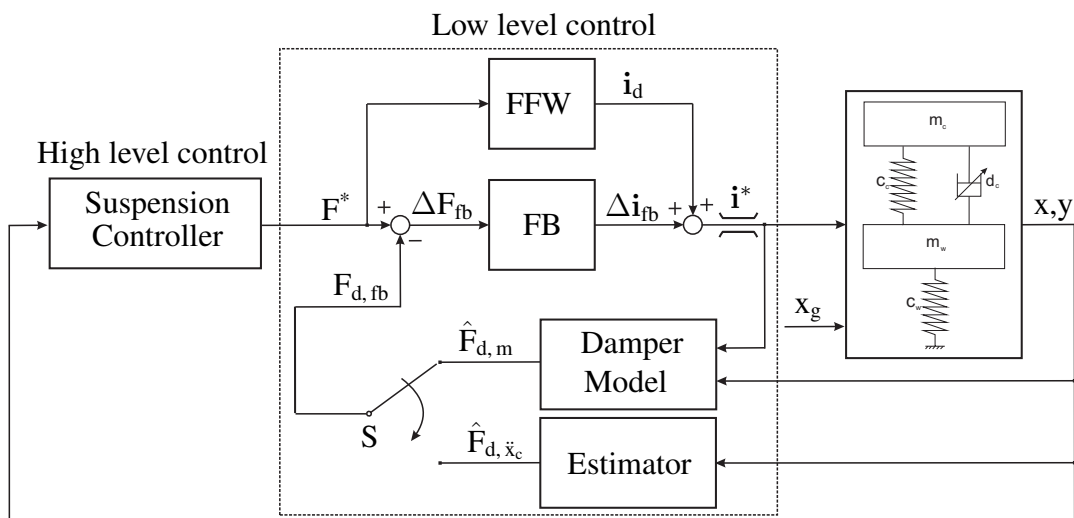 Low level control
FFW
i_d
High level control
Suspension
Controller
F*
+
−
ΔF_fb
FB
Δi_fb
+
+
i*
m_c
c_c
d_c
m_w
c_w
x,y
x_g
F_d, fb
F̂_d, m
Damper
Model
S
F̂_d, ẍ_c
Estimator